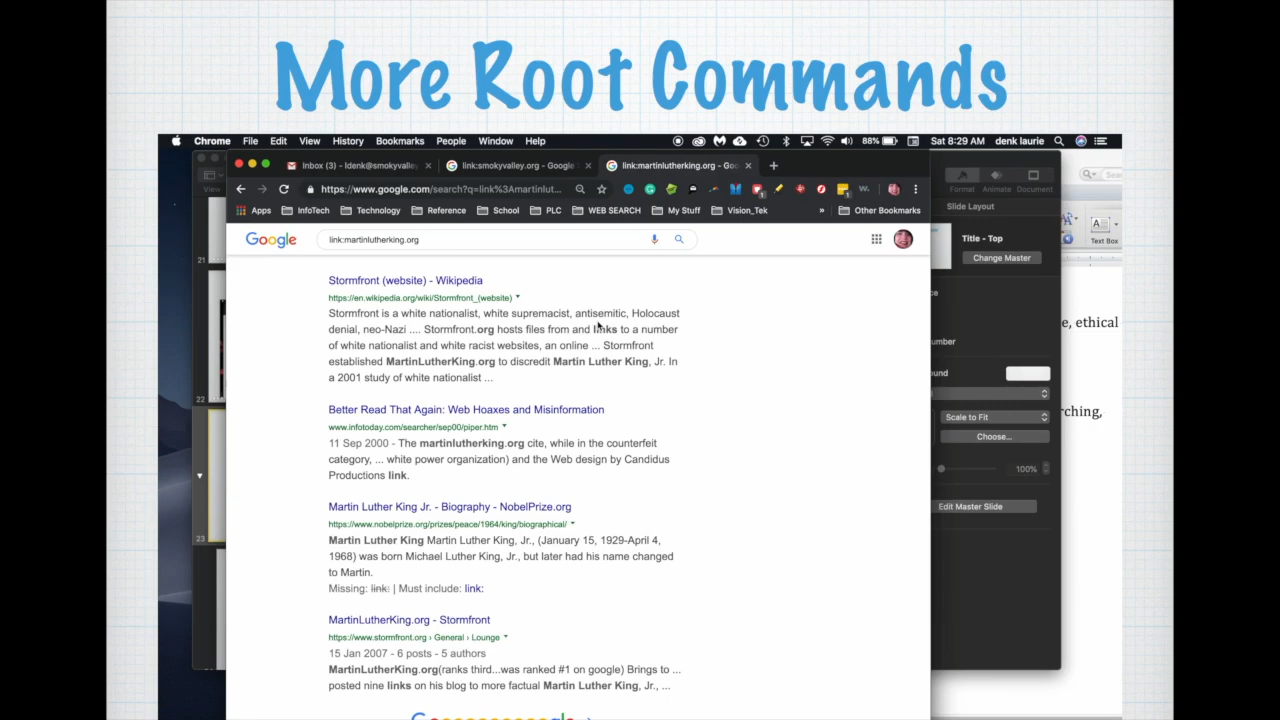 More Root Commands
Chrome File Edit View History Bookmarks People Window Help 88% Sat 8:29 AM denk laurie
Inbox (3) - ldenk@smokyvalle link:smokyvalley.org - Google link:martinlutherking.org - Goo
https://www.google.com/search?q=link%3Amartinlut...
Apps InfoTech Technology Reference School PLC WEB SEARCH My Stuff Vision_Tek » Other Bookmarks
Google link:martinlutherking.org
Stormfront (website) - Wikipedia
https://en.wikipedia.org/wiki/Stormfront_(website)
Stormfront is a white nationalist, white supremacist, antisemitic, Holocaust
denial, neo-Nazi .... Stormfront.org hosts files from and links to a number
of white nationalist and white racist websites, an online ... Stormfront
established MartinLutherKing.org to discredit Martin Luther King, Jr. In
a 2001 study of white nationalist ...
Better Read That Again: Web Hoaxes and Misinformation
www.infotoday.com/searcher/sep00/piper.htm
11 Sep 2000 - The martinlutherking.org cite, while in the counterfeit
category, ... white power organization) and the Web design by Candidus
Productions link.
Martin Luther King Jr. - Biography - NobelPrize.org
https://www.nobelprize.org/prizes/peace/1964/king/biographical/
Martin Luther King Martin Luther King, Jr., (January 15, 1929-April 4,
1968) was born Michael Luther King, Jr., but later had his name changed
to Martin.
Missing: link: | Must include: link:
MartinLutherKing.org - Stormfront
https://www.stormfront.org › General › Lounge
15 Jan 2007 - 6 posts - 5 authors
MartinLutherKing.org(ranks third...was ranked #1 on google) Brings to ...
posted nine links on his blog to more factual Martin Luther King, Jr., ...
View
21
22
23
Format Animate Document
Slide Layout
Title - Top
Change Master
Scale to Fit
Choose...
100%
Edit Master Slide
Text Box
e, ethical